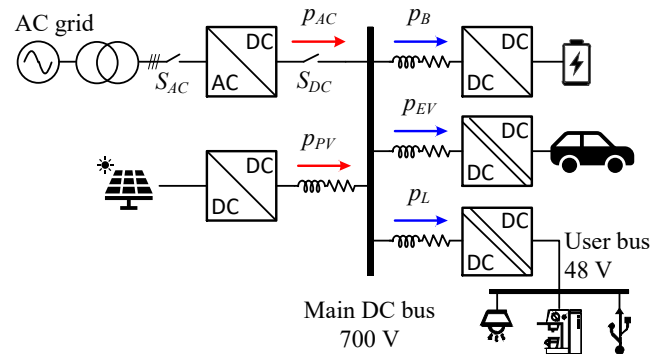 AC grid
p_AC
p_B
DC
AC
S_AC
S_DC
DC
DC
p_PV
p_EV
DC
DC
DC
DC
p_L
DC
DC
User bus
48 V
Main DC bus
700 V